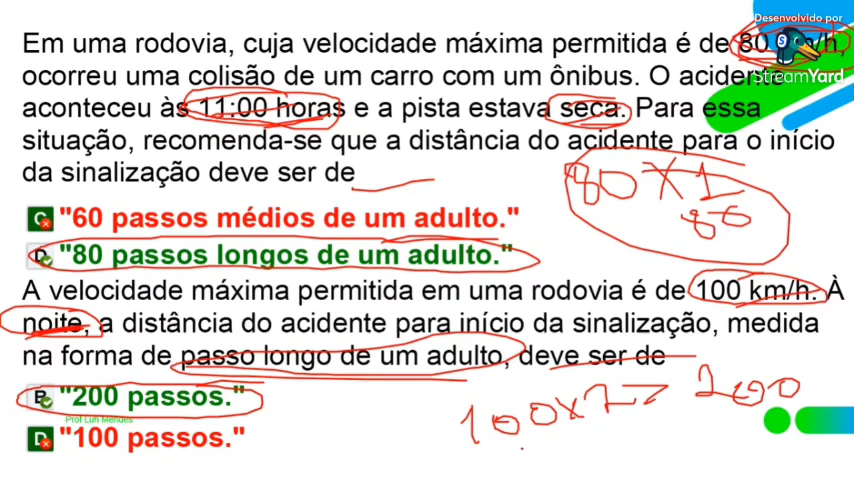 Desenvolvido por
StreamYard
Em uma rodovia, cuja velocidade máxima permitida é de 80 km/h,
ocorreu uma colisão de um carro com um ônibus. O acidente
aconteceu às 11:00 horas e a pista estava seca. Para essa
situação, recomenda-se que a distância do acidente para o início
da sinalização deve ser de
80 X 1
80
C "60 passos médios de um adulto."
D "80 passos longos de um adulto."
A velocidade máxima permitida em uma rodovia é de 100 km/h. À
noite, a distância do acidente para início da sinalização, medida
na forma de passo longo de um adulto, deve ser de
B "200 passos."
100 x 2 = 200
Prof Luh Mendes
D "100 passos."